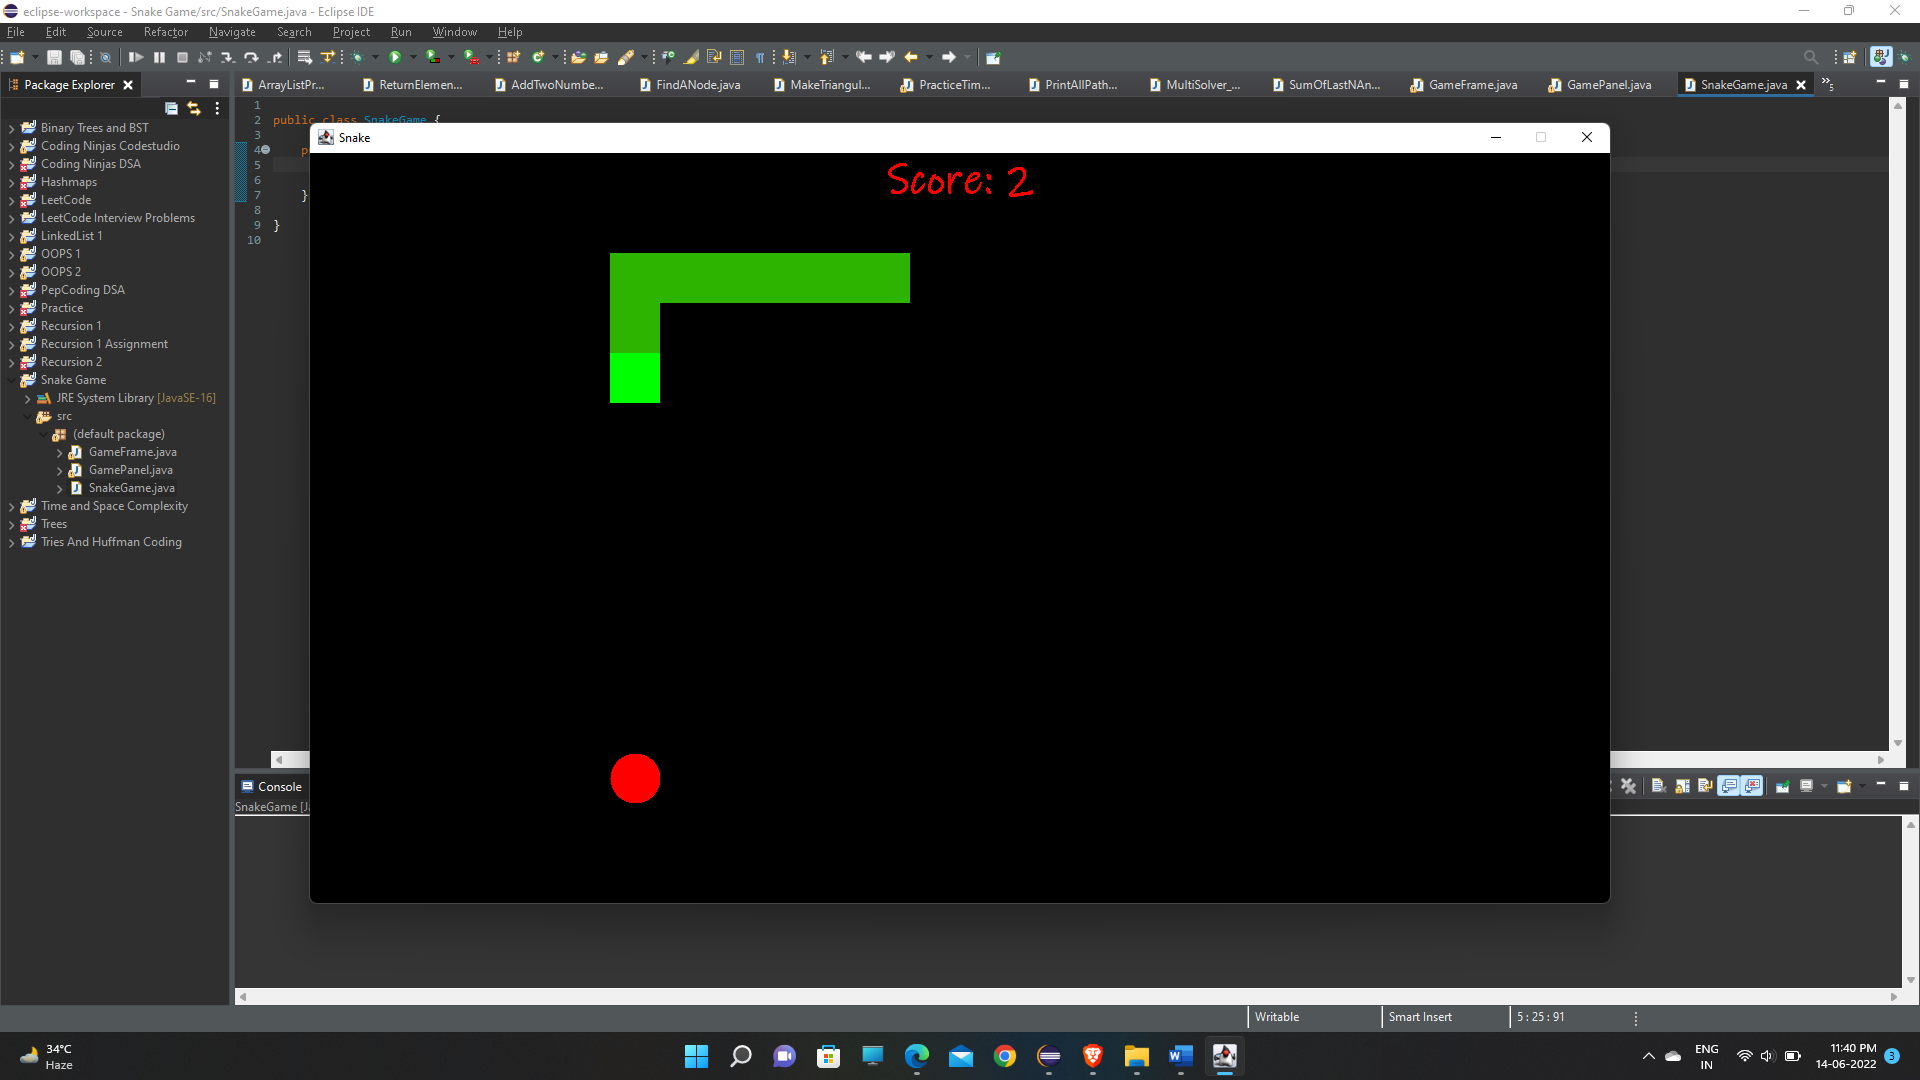 eclipse-workspace - Snake Game/src/SnakeGame.java - Eclipse IDE
File Edit Source Refactor Navigate Search Project Run Window Help
Package Explorer
ArrayListPr... ReturnElemen... AddTwoNumbe... FindANode.java MakeTriangul... PracticeTim... PrintAllPath... MultiSolver_... SumOfLastNAn... GameFrame.java GamePanel.java SnakeGame.java »5
Binary Trees and BST
Coding Ninjas Codestudio
Coding Ninjas DSA
Hashmaps
LeetCode
LeetCode Interview Problems
LinkedList 1
OOPS 1
OOPS 2
PepCoding DSA
Practice
Recursion 1
Recursion 1 Assignment
Recursion 2
Snake Game
JRE System Library [JavaSE-16]
src
(default package)
GameFrame.java
GamePanel.java
SnakeGame.java
Time and Space Complexity
Trees
Tries And Huffman Coding
1
2 public class SnakeGame {
3
4 p
5
6
7 }
8
9 }
10
Snake
Score: 2
Console
SnakeGame [J
Writable Smart Insert 5 : 25 : 91
34°C
Haze
ENG
IN
11:40 PM
14-06-2022
3